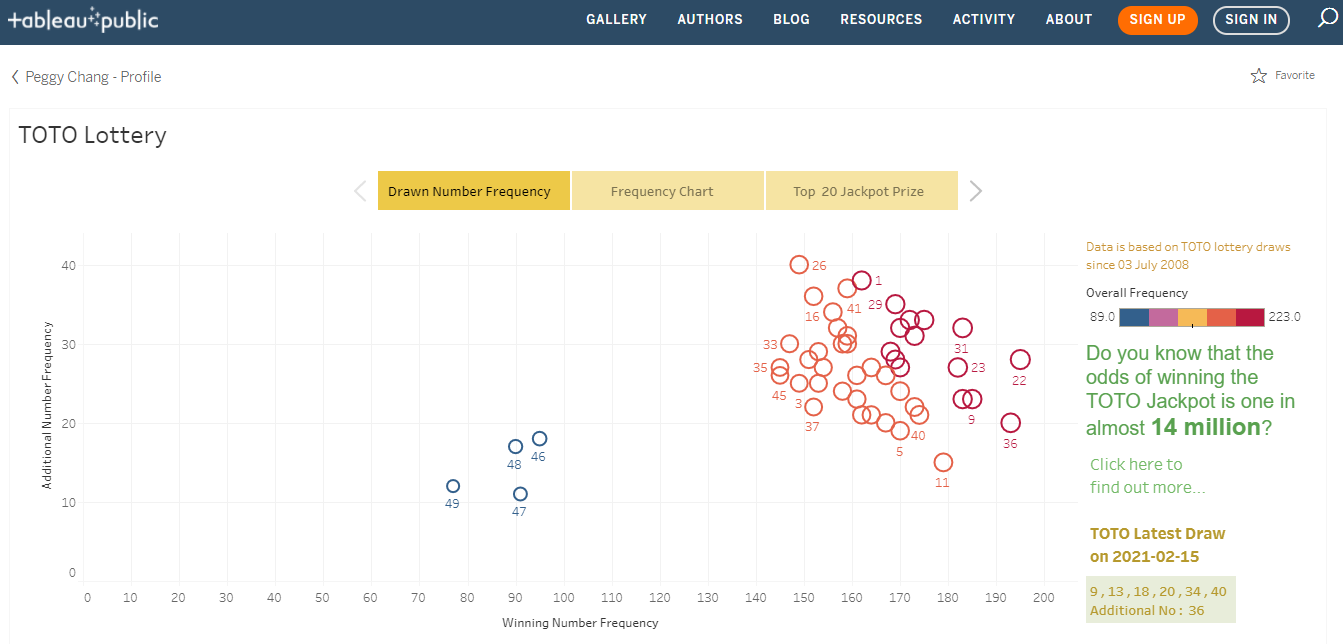 +ableau public
GALLERY AUTHORS BLOG RESOURCES ACTIVITY ABOUT SIGN UP SIGN IN
Peggy Chang - Profile
Favorite
TOTO Lottery
Drawn Number Frequency
Frequency Chart
Top 20 Jackpot Prize
Additional Number Frequency
40
30
20
10
0
26
1
16
41
29
33
31
35
23
22
45
3
37
9
40
36
5
11
48
46
49
47
0 10 20 30 40 50 60 70 80 90 100 110 120 130 140 150 160 170 180 190 200
Winning Number Frequency
Data is based on TOTO lottery draws
since 03 July 2008
Overall Frequency
89.0 223.0
Do you know that the
odds of winning the
TOTO Jackpot is one in
almost 14 million?
Click here to
find out more...
TOTO Latest Draw
on 2021-02-15
9 , 13 , 18 , 20 , 34 , 40
Additional No : 36